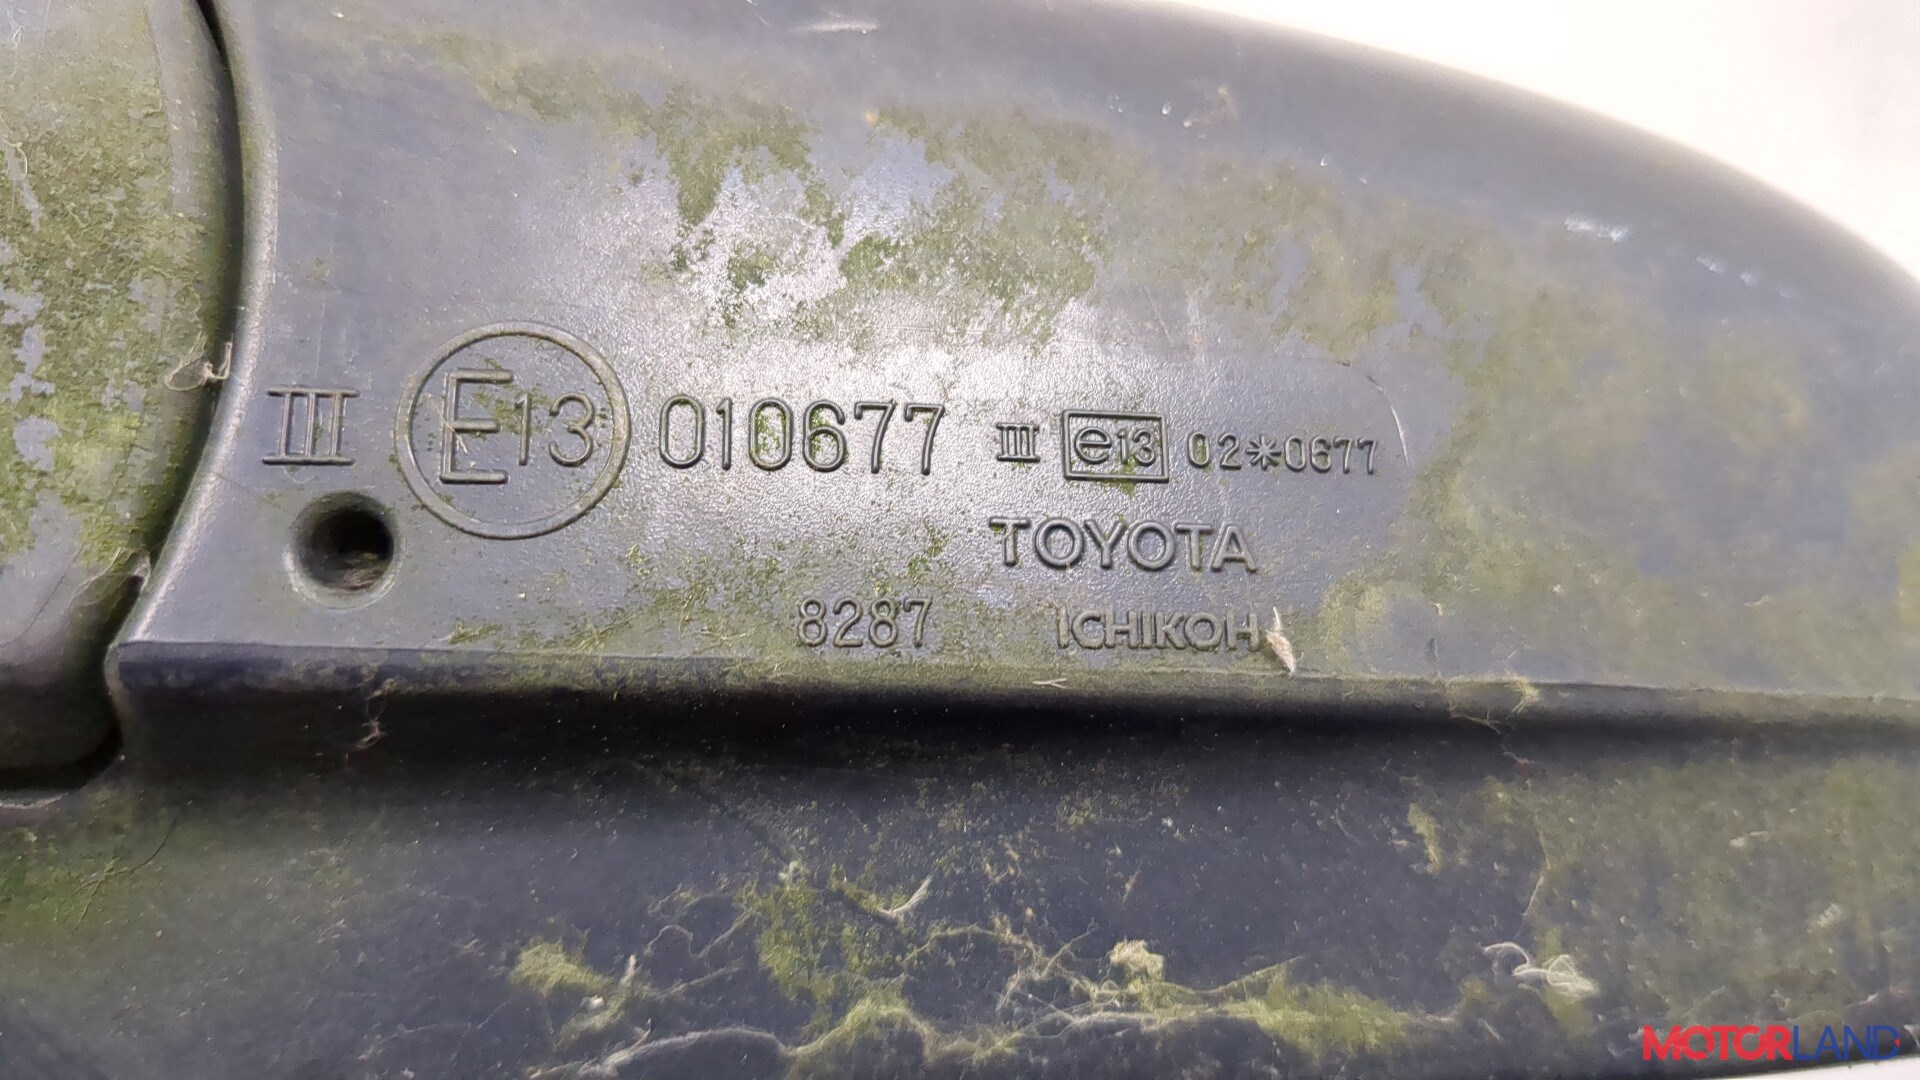 III E13 010677 III e13 02*0677
TOYOTA
8287 ICHIKOH
MOTORLAND